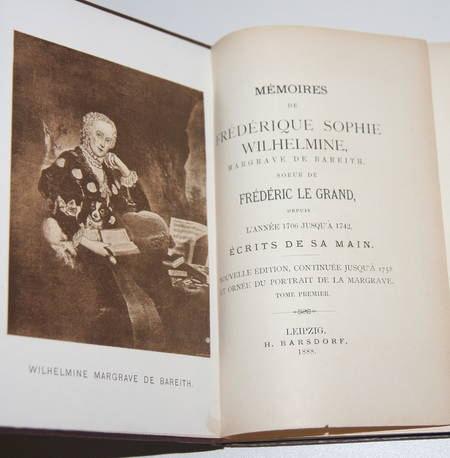 WILHELMINE MARGRAVE DE BAREITH.
MÉMOIRES
DE
FRÉDÉRIQUE SOPHIE
WILHELMINE,
MARGRAVE DE BAREITH,
SOEUR DE
FRÉDÉRIC LE GRAND,
DEPUIS
L'ANNÉE 1706 JUSQU'À 1742,
ÉCRITS DE SA MAIN.
NOUVELLE ÉDITION, CONTINUÉE JUSQU'À 1758
ET ORNÉE DU PORTRAIT DE LA MARGRAVE.
TOME PREMIER.
LEIPZIG,
H. BARSDORF,
1888.